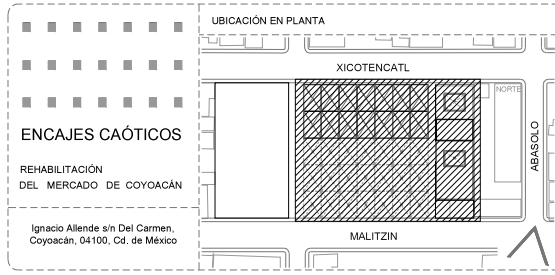 UBICACIÓN EN PLANTA
XICOTENCATL
NORTE
ABASOLO
MALITZIN
ENCAJES CAÓTICOS
REHABILITACIÓN
DEL MERCADO DE COYOACÁN
Ignacio Allende s/n Del Carmen,
Coyoacán, 04100, Cd. de México